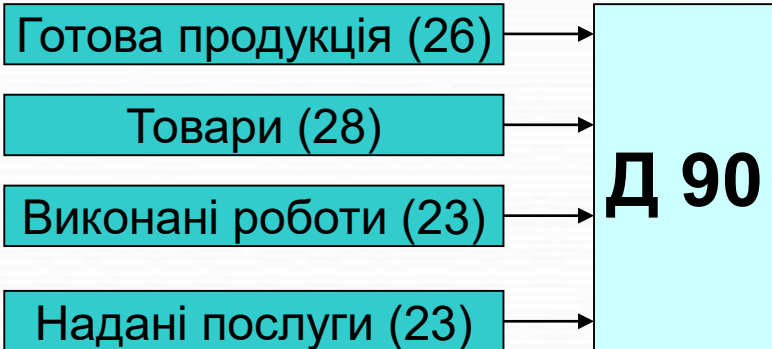 Готова продукція (26)
Товари (28)
Виконані роботи (23)
Надані послуги (23)
Д 90